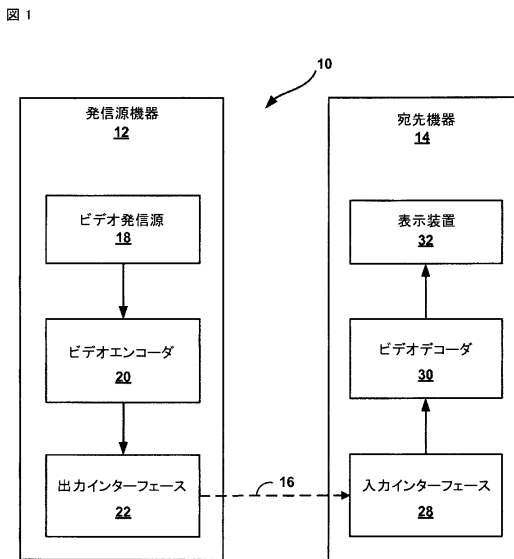 図 1
10
発信源機器
12
ビデオ発信源
18
ビデオエンコーダ
20
出力インターフェース
22
16
宛先機器
14
表示装置
32
ビデオデコーダ
30
入力インターフェース
28